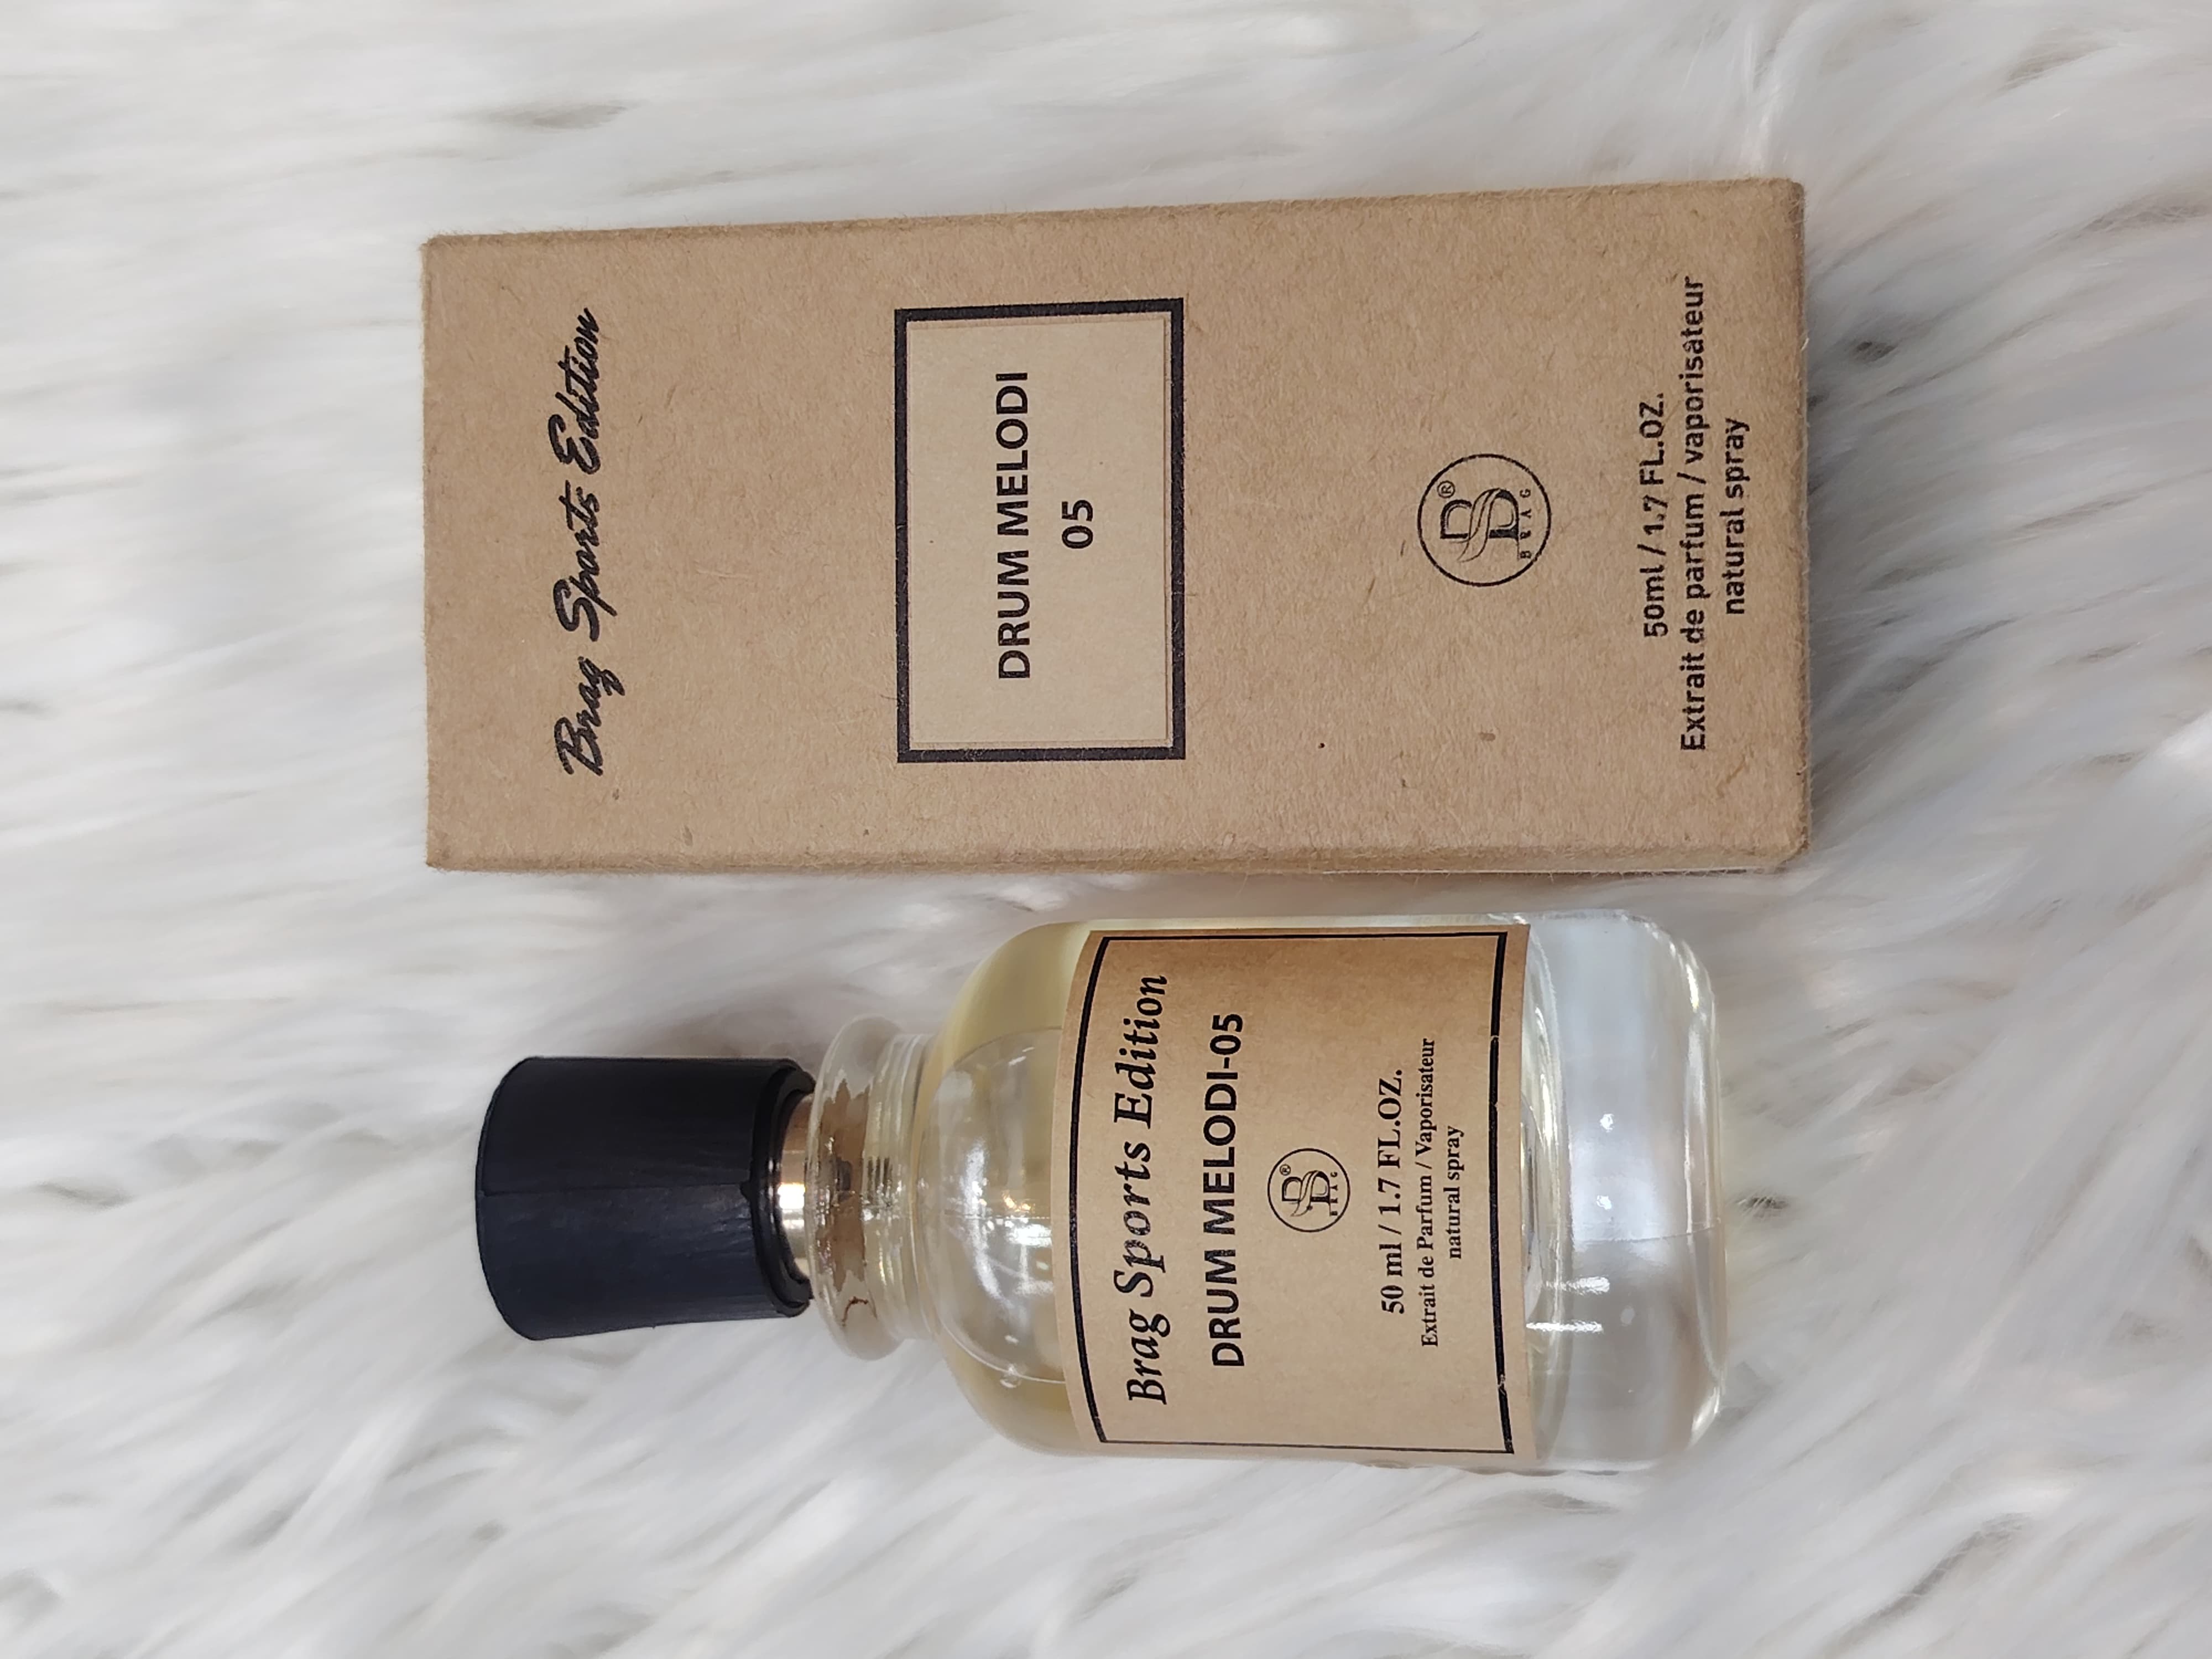 Brag Sports Edition
DRUM MELODI
05
BRAG
®
50ml / 1.7 FL.OZ.
Extrait de parfum / vaporisateur
natural spray
Brag Sports Edition
DRUM MELODI-05
BRAG
®
50 ml / 1.7 FL.OZ.
Extrait de Parfum / Vaporisateur
natural spray